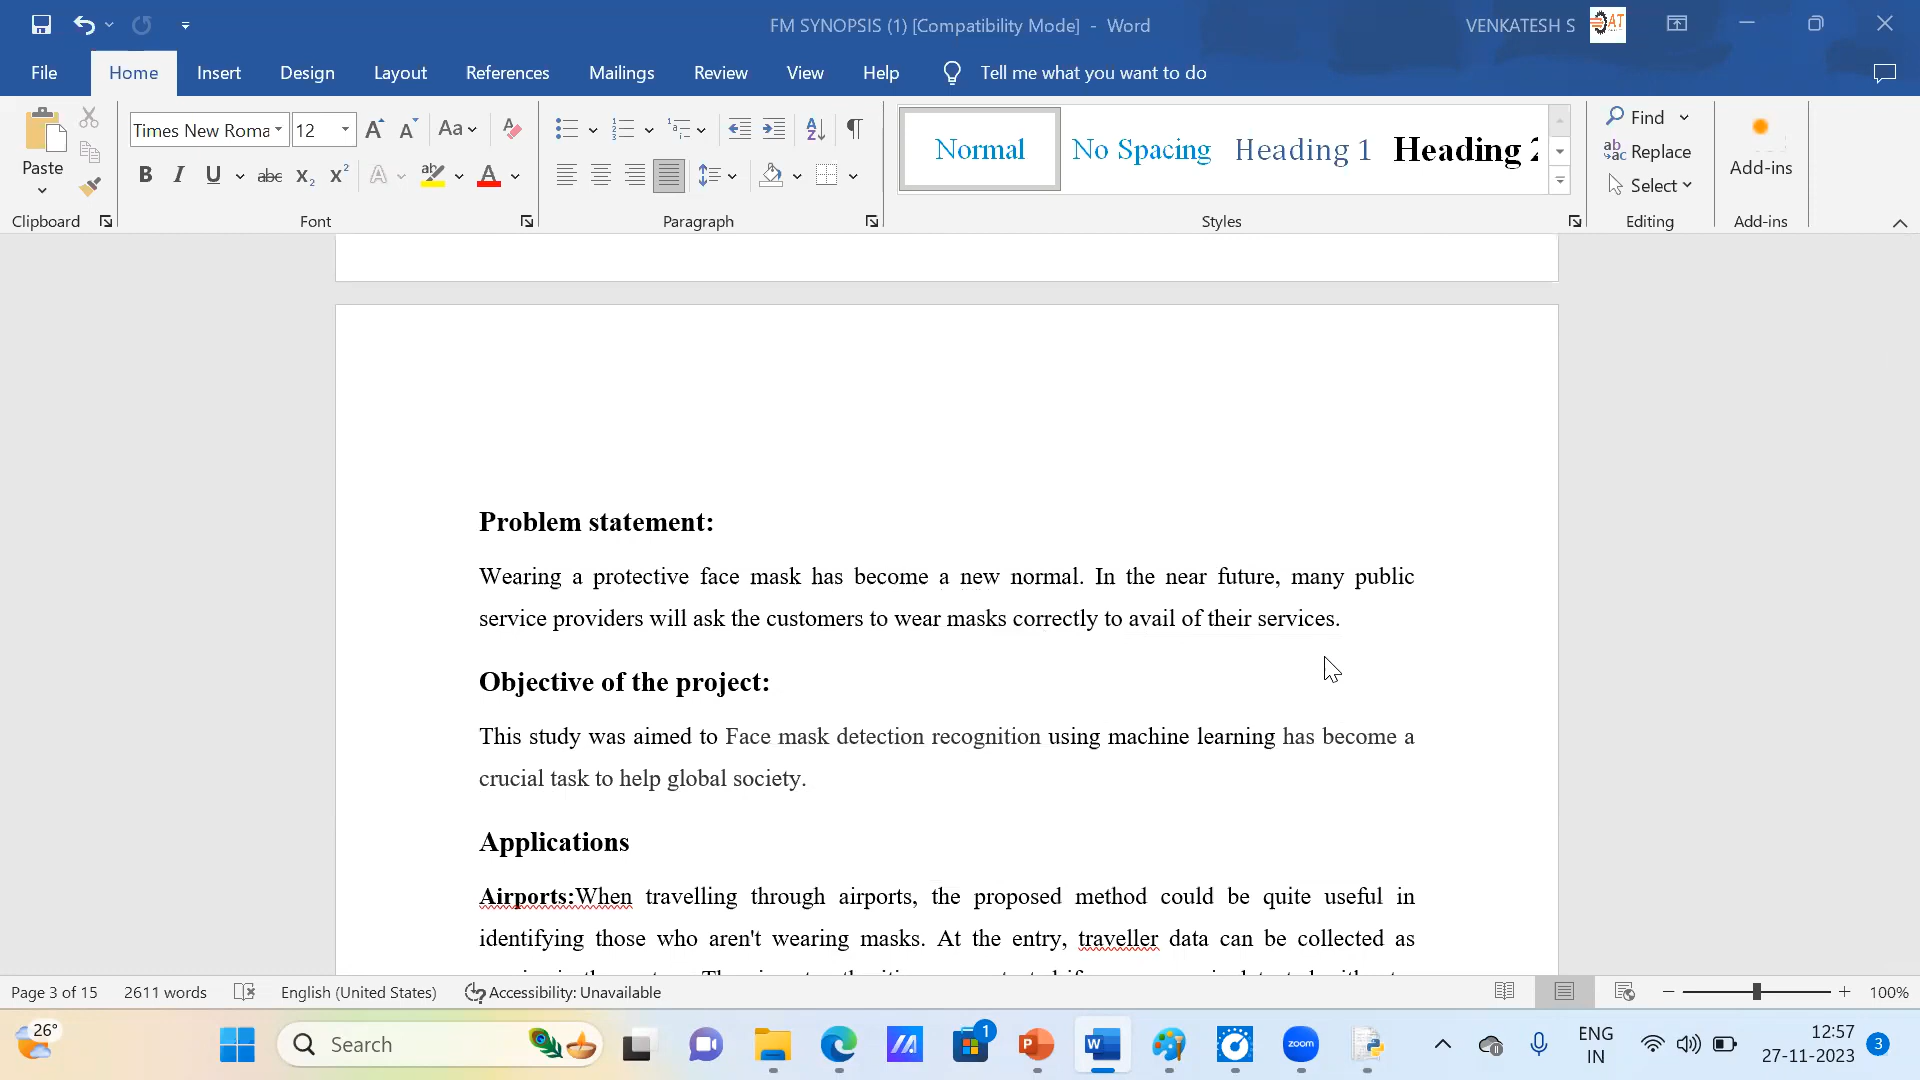 FM SYNOPSIS (1) [Compatibility Mode] - Word
VENKATESH S
AT
File Home Insert Design Layout References Mailings Review View Help Tell me what you want to do
Paste
Times New Roma 12
Normal
No Spacing
Heading 1
Heading 2
Find
Replace
Select
Add-ins
Clipboard Font Paragraph Styles Editing Add-ins
Problem statement:
Wearing a protective face mask has become a new normal. In the near future, many public
service providers will ask the customers to wear masks correctly to avail of their services.
Objective of the project:
This study was aimed to Face mask detection recognition using machine learning has become a
crucial task to help global society.
Applications
Airports:When travelling through airports, the proposed method could be quite useful in
identifying those who aren't wearing masks. At the entry, traveller data can be collected as
Page 3 of 15 2611 words English (United States) Accessibility: Unavailable 100%
26°
Search
1
zoom
ENG
IN
12:57
27-11-2023
3